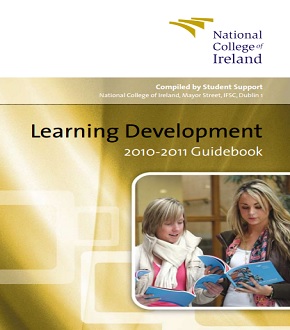 National
College of
Ireland
Compiled by Student Support
National College of Ireland, Mayor Street, IFSC, Dublin 1
Learning Development
2010-2011 Guidebook